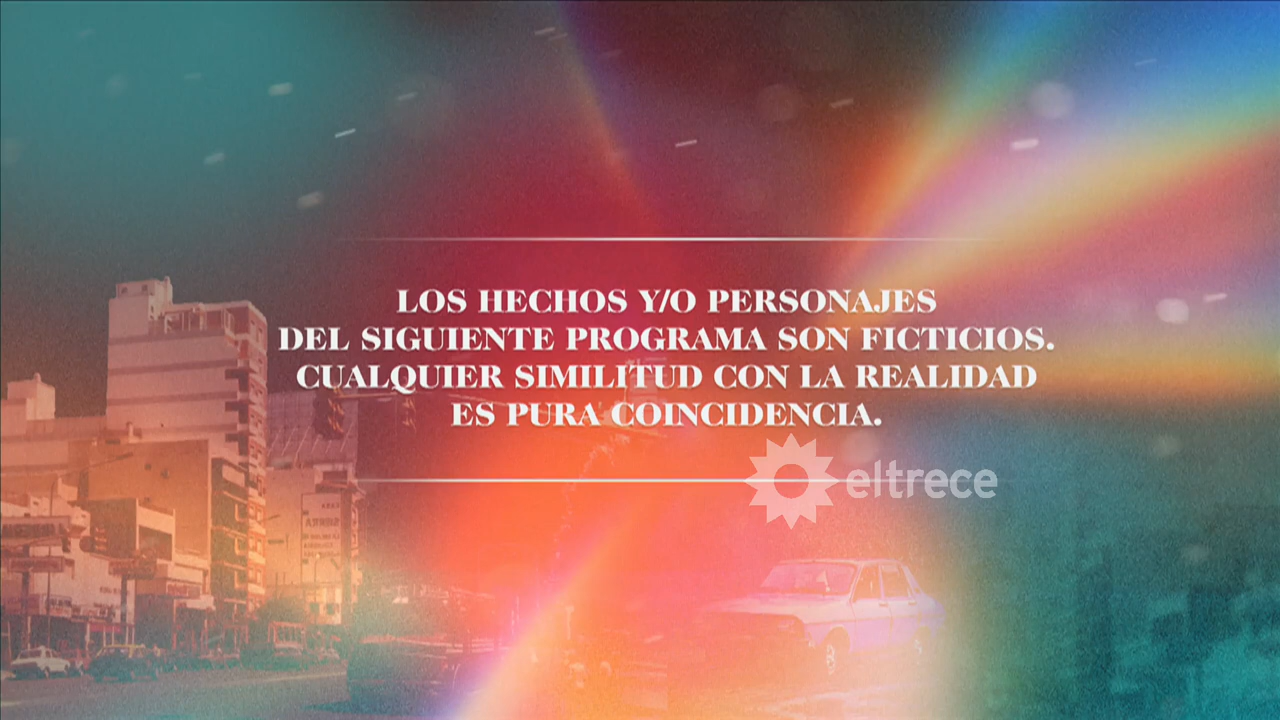 LOS HECHOS Y/O PERSONAJES
DEL SIGUIENTE PROGRAMA SON FICTICIOS.
CUALQUIER SIMILITUD CON LA REALIDAD
ES PURA COINCIDENCIA.
eltrece